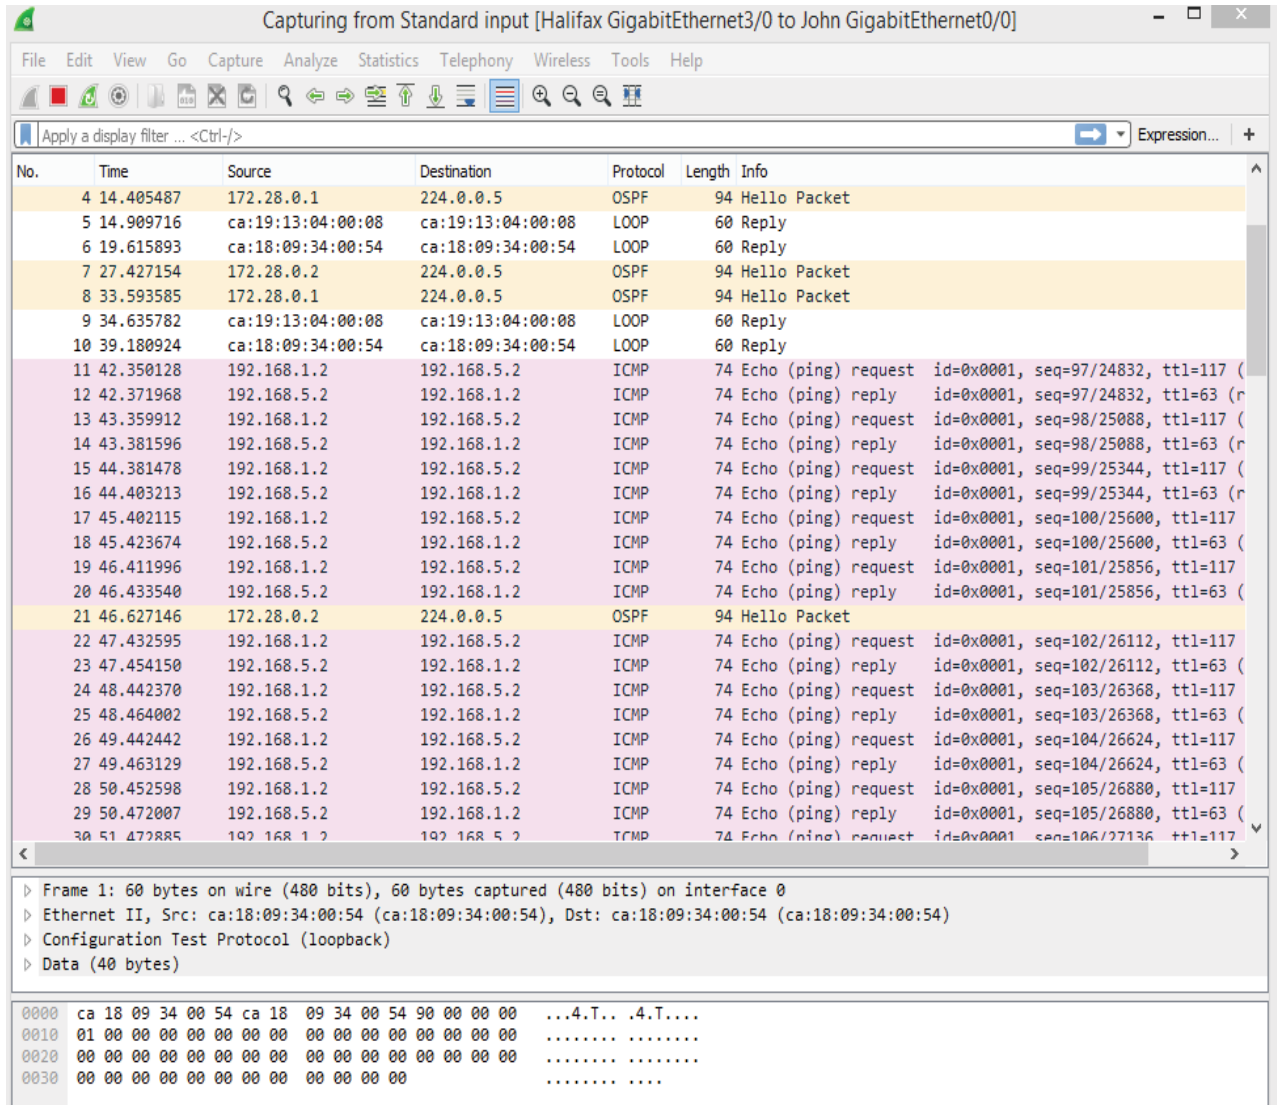 Capturing from Standard input [Halifax GigabitEthernet3/0 to John GigabitEthernet0/0]
File Edit View Go Capture Analyze Statistics Telephony Wireless Tools Help
Apply a display filter ... <Ctrl-/> Expression... +
No. Time Source Destination Protocol Length Info
4 14.405487 172.28.0.1 224.0.0.5 OSPF 94 Hello Packet
5 14.909716 ca:19:13:04:00:08 ca:19:13:04:00:08 LOOP 60 Reply
6 19.615893 ca:18:09:34:00:54 ca:18:09:34:00:54 LOOP 60 Reply
7 27.427154 172.28.0.2 224.0.0.5 OSPF 94 Hello Packet
8 33.593585 172.28.0.1 224.0.0.5 OSPF 94 Hello Packet
9 34.635782 ca:19:13:04:00:08 ca:19:13:04:00:08 LOOP 60 Reply
10 39.180924 ca:18:09:34:00:54 ca:18:09:34:00:54 LOOP 60 Reply
11 42.350128 192.168.1.2 192.168.5.2 ICMP 74 Echo (ping) request id=0x0001, seq=97/24832, ttl=117 (
12 42.371968 192.168.5.2 192.168.1.2 ICMP 74 Echo (ping) reply id=0x0001, seq=97/24832, ttl=63 (r
13 43.359912 192.168.1.2 192.168.5.2 ICMP 74 Echo (ping) request id=0x0001, seq=98/25088, ttl=117 (
14 43.381596 192.168.5.2 192.168.1.2 ICMP 74 Echo (ping) reply id=0x0001, seq=98/25088, ttl=63 (r
15 44.381478 192.168.1.2 192.168.5.2 ICMP 74 Echo (ping) request id=0x0001, seq=99/25344, ttl=117 (
16 44.403213 192.168.5.2 192.168.1.2 ICMP 74 Echo (ping) reply id=0x0001, seq=99/25344, ttl=63 (r
17 45.402115 192.168.1.2 192.168.5.2 ICMP 74 Echo (ping) request id=0x0001, seq=100/25600, ttl=117
18 45.423674 192.168.5.2 192.168.1.2 ICMP 74 Echo (ping) reply id=0x0001, seq=100/25600, ttl=63 (
19 46.411996 192.168.1.2 192.168.5.2 ICMP 74 Echo (ping) request id=0x0001, seq=101/25856, ttl=117
20 46.433540 192.168.5.2 192.168.1.2 ICMP 74 Echo (ping) reply id=0x0001, seq=101/25856, ttl=63 (
21 46.627146 172.28.0.2 224.0.0.5 OSPF 94 Hello Packet
22 47.432595 192.168.1.2 192.168.5.2 ICMP 74 Echo (ping) request id=0x0001, seq=102/26112, ttl=117
23 47.454150 192.168.5.2 192.168.1.2 ICMP 74 Echo (ping) reply id=0x0001, seq=102/26112, ttl=63 (
24 48.442370 192.168.1.2 192.168.5.2 ICMP 74 Echo (ping) request id=0x0001, seq=103/26368, ttl=117
25 48.464002 192.168.5.2 192.168.1.2 ICMP 74 Echo (ping) reply id=0x0001, seq=103/26368, ttl=63 (
26 49.442442 192.168.1.2 192.168.5.2 ICMP 74 Echo (ping) request id=0x0001, seq=104/26624, ttl=117
27 49.463129 192.168.5.2 192.168.1.2 ICMP 74 Echo (ping) reply id=0x0001, seq=104/26624, ttl=63 (
28 50.452598 192.168.1.2 192.168.5.2 ICMP 74 Echo (ping) request id=0x0001, seq=105/26880, ttl=117
29 50.472007 192.168.5.2 192.168.1.2 ICMP 74 Echo (ping) reply id=0x0001, seq=105/26880, ttl=63 (
30 51.472885 192.168.1.2 192.168.5.2 ICMP 74 Echo (ping) request id=0x0001, seq=106/27136, ttl=117
Frame 1: 60 bytes on wire (480 bits), 60 bytes captured (480 bits) on interface 0
Ethernet II, Src: ca:18:09:34:00:54 (ca:18:09:34:00:54), Dst: ca:18:09:34:00:54 (ca:18:09:34:00:54)
Configuration Test Protocol (loopback)
Data (40 bytes)
0000 ca 18 09 34 00 54 ca 18 09 34 00 54 90 00 00 00 ...4.T.. .4.T....
0010 01 00 00 00 00 00 00 00 00 00 00 00 00 00 00 00 ........ ........
0020 00 00 00 00 00 00 00 00 00 00 00 00 00 00 00 00 ........ ........
0030 00 00 00 00 00 00 00 00 00 00 00 00 ........ ....